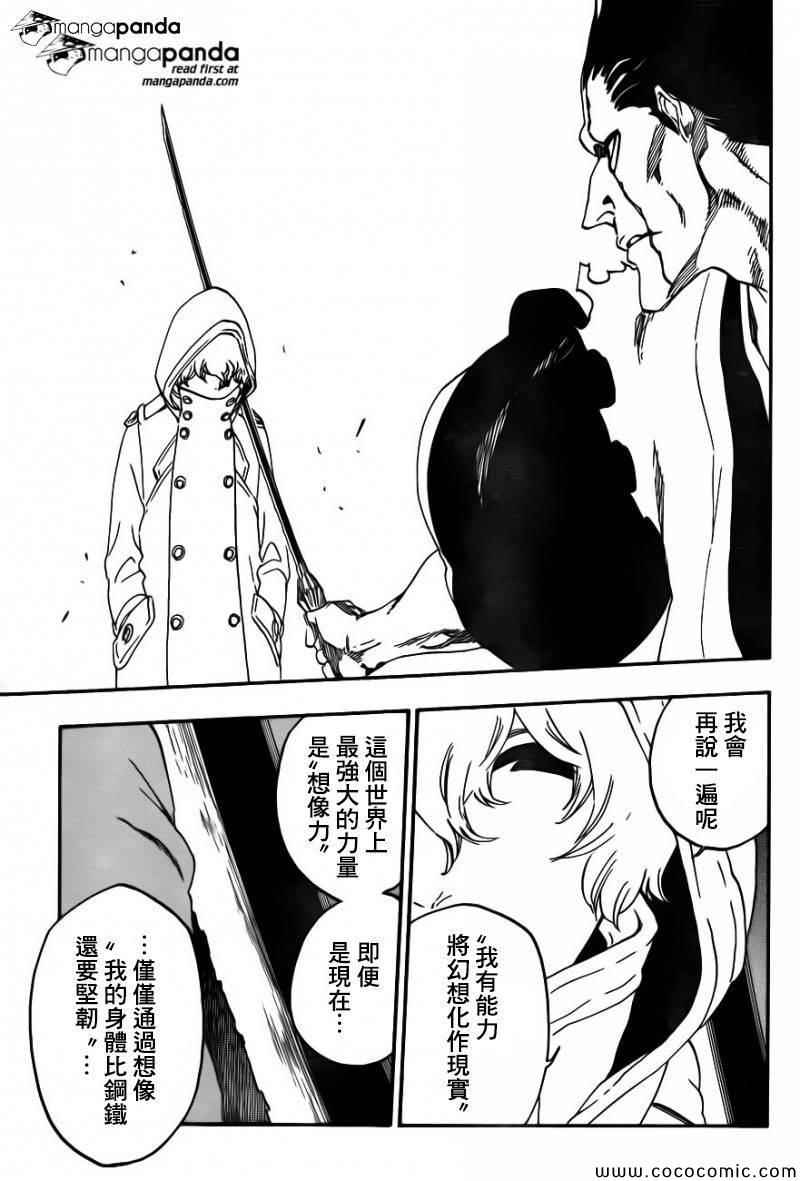 mangapanda
mangapanda
read first at
mangapanda.com
我會
再說一遍呢
〝我有能力
將幻想化作現實〞
這個世界上
最強大的力量
是〝想像力〞
即便
是現在…
…僅僅通過想像
〝我的身體比鋼鐵
還要堅韌〞…
www.cococomic.com